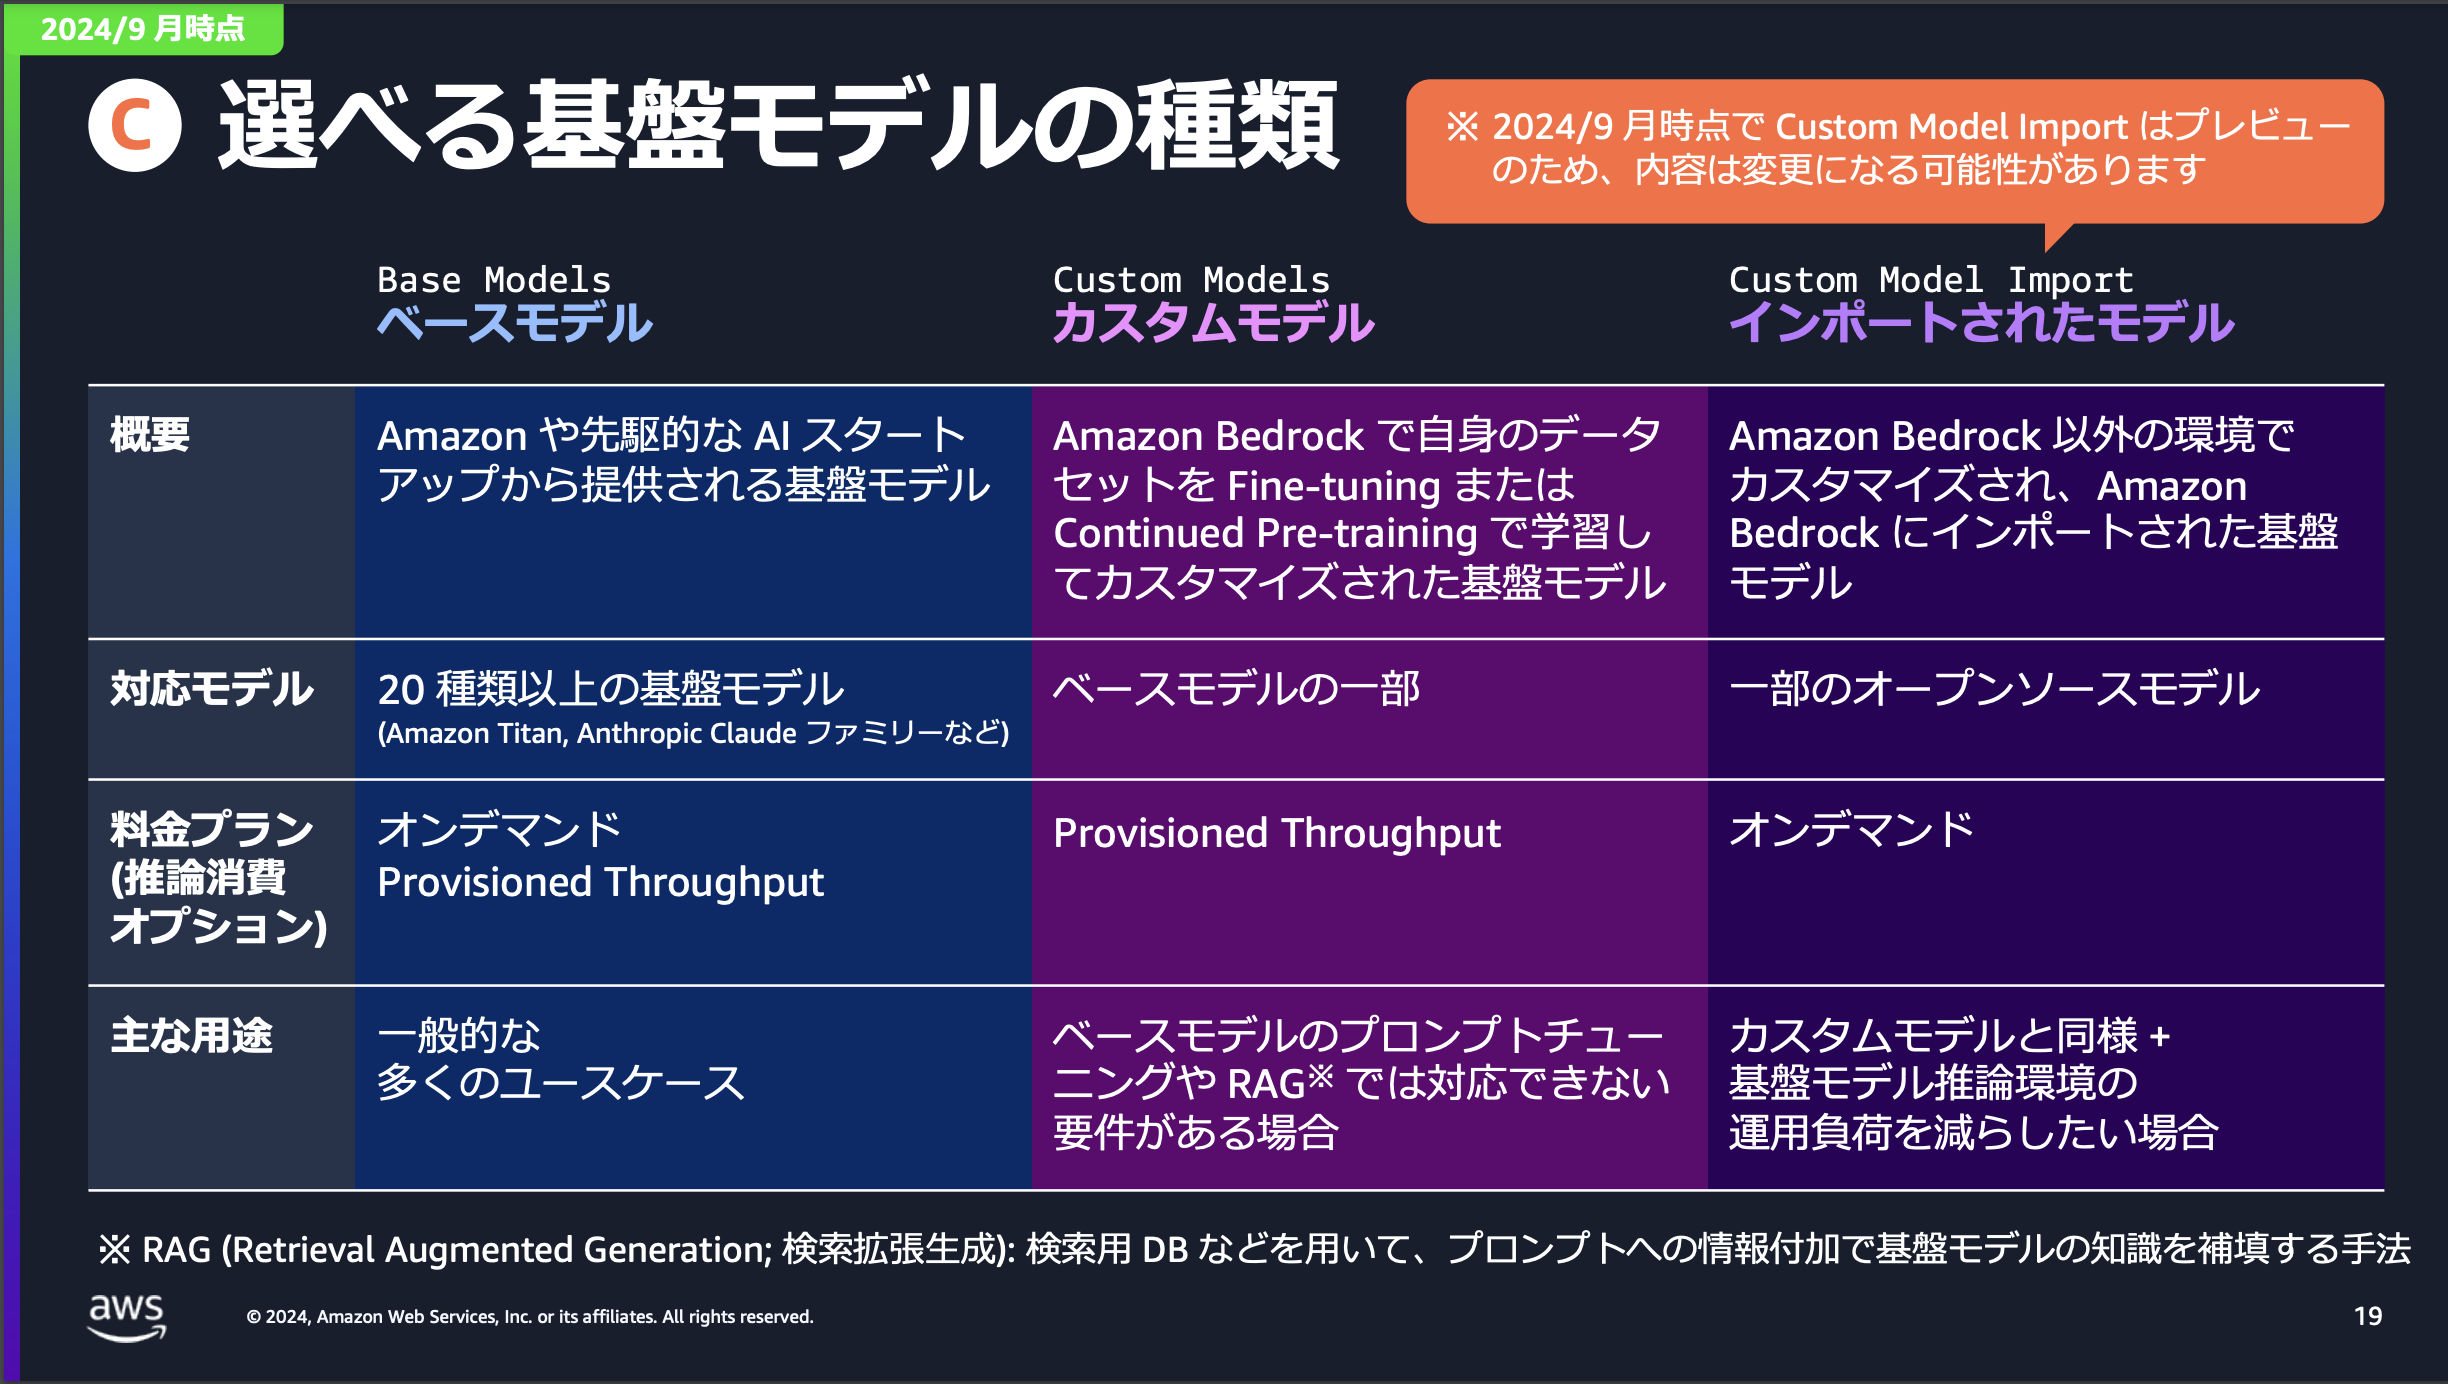 2024/9 月時点
C 選べる基盤モデルの種類
※ 2024/9 月時点で Custom Model Import はプレビュー
のため、内容は変更になる可能性があります
Base Models
ベースモデル
Custom Models
カスタムモデル
Custom Model Import
インポートされたモデル
概要
Amazon や先駆的な AI スタート
アップから提供される基盤モデル
Amazon Bedrock で自身のデータ
セットを Fine-tuning または
Continued Pre-training で学習し
てカスタマイズされた基盤モデル
Amazon Bedrock 以外の環境で
カスタマイズされ、Amazon
Bedrock にインポートされた基盤
モデル
対応モデル
20 種類以上の基盤モデル
(Amazon Titan, Anthropic Claude ファミリーなど)
ベースモデルの一部
一部のオープンソースモデル
料金プラン
(推論消費
オプション)
オンデマンド
Provisioned Throughput
Provisioned Throughput
オンデマンド
主な用途
一般的な
多くのユースケース
ベースモデルのプロンプトチュー
ニングや RAG※ では対応できない
要件がある場合
カスタムモデルと同様 +
基盤モデル推論環境の
運用負荷を減らしたい場合
※ RAG (Retrieval Augmented Generation; 検索拡張生成): 検索用 DB などを用いて、プロンプトへの情報付加で基盤モデルの知識を補填する手法
aws
© 2024, Amazon Web Services, Inc. or its affiliates. All rights reserved.
19